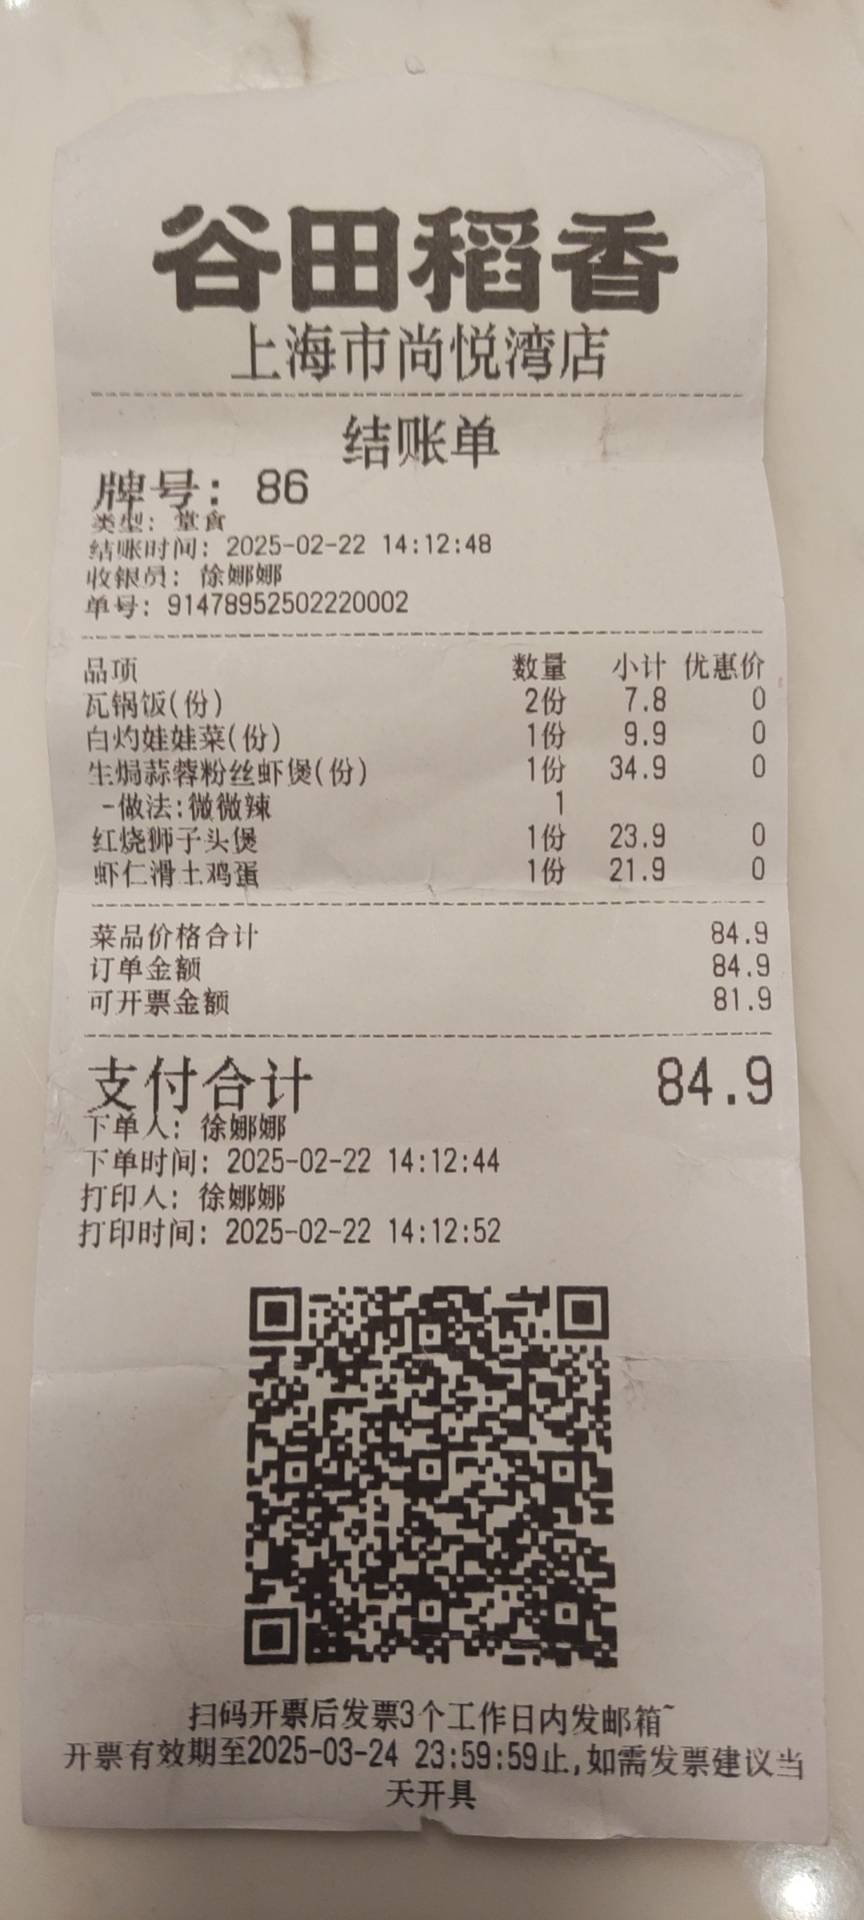 谷田稻香
上海市尚悦湾店
结账单
牌号: 86
类型: 堂食
结账时间: 2025-02-22 14:12:48
收银员: 徐娜娜
单号: 91478952502220002
品项 数量 小计 优惠价
瓦锅饭(份) 2份 7.8 0
白灼娃娃菜(份) 1份 9.9 0
生焗蒜蓉粉丝虾煲(份) 1份 34.9 0
-做法:微微辣 1
红烧狮子头煲 1份 23.9 0
虾仁滑土鸡蛋 1份 21.9 0
菜品价格合计 84.9
订单金额 84.9
可开票金额 81.9
支付合计 84.9
下单人: 徐娜娜
下单时间: 2025-02-22 14:12:44
打印人: 徐娜娜
打印时间: 2025-02-22 14:12:52
扫码开票后发票3个工作日内发邮箱~
开票有效期至2025-03-24 23:59:59止,如需发票建议当
天开具